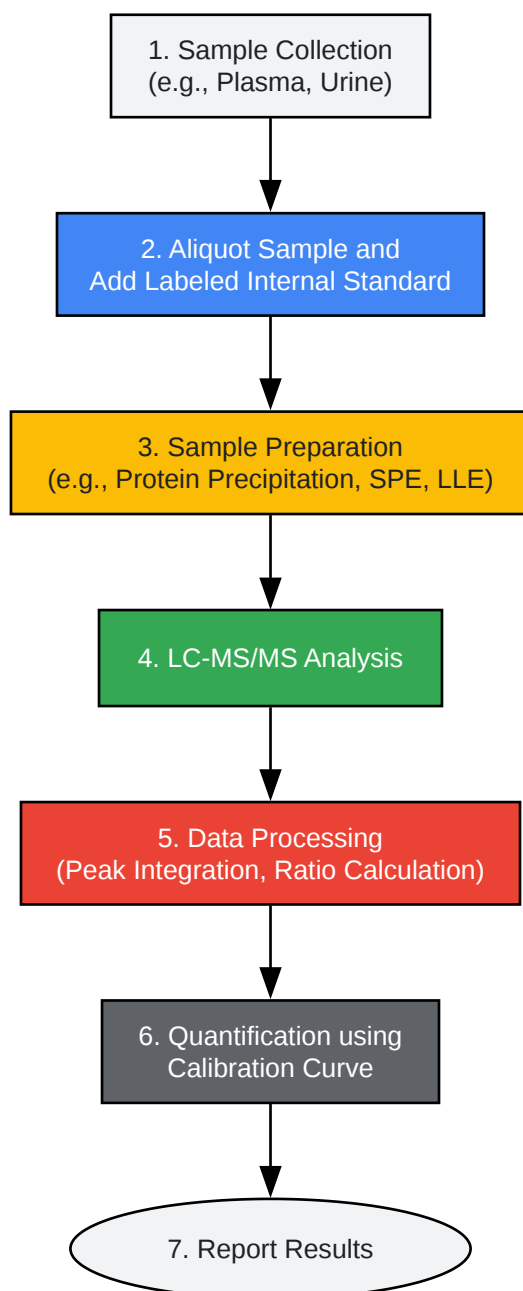 1. Sample Collection
(e.g., Plasma, Urine)
2. Aliquot Sample and
Add Labeled Internal Standard
3. Sample Preparation
(e.g., Protein Precipitation, SPE, LLE)
4. LC-MS/MS Analysis
5. Data Processing
(Peak Integration, Ratio Calculation)
6. Quantification using
Calibration Curve
7. Report Results